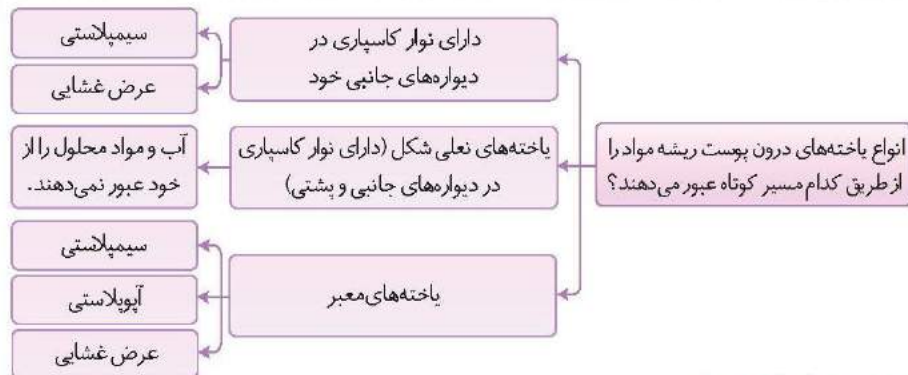 انواع یاخته‌های درون پوست ریشه مواد را
از طریق کدام مسیر کوتاه عبور می‌دهند؟
دارای نوار کاسپاری در
دیواره‌های جانبی خود
سیمپلاستی
عرض غشایی
یاخته‌های نعلی شکل (دارای نوار کاسپاری
در دیواره‌های جانبی و پشتی)
آب و مواد محلول را از
خود عبور نمی‌دهند.
یاخته‌های معبر
سیمپلاستی
آپوپلاستی
عرض غشایی